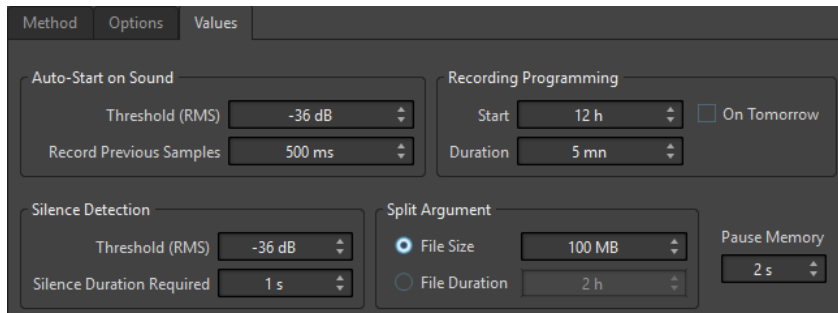 Method Options Values
Auto-Start on Sound
Threshold (RMS) -36 dB
Record Previous Samples 500 ms
Recording Programming
Start 12 h On Tomorrow
Duration 5 mn
Silence Detection
Threshold (RMS) -36 dB
Silence Duration Required 1 s
Split Argument
File Size 100 MB
File Duration 2 h
Pause Memory
2 s